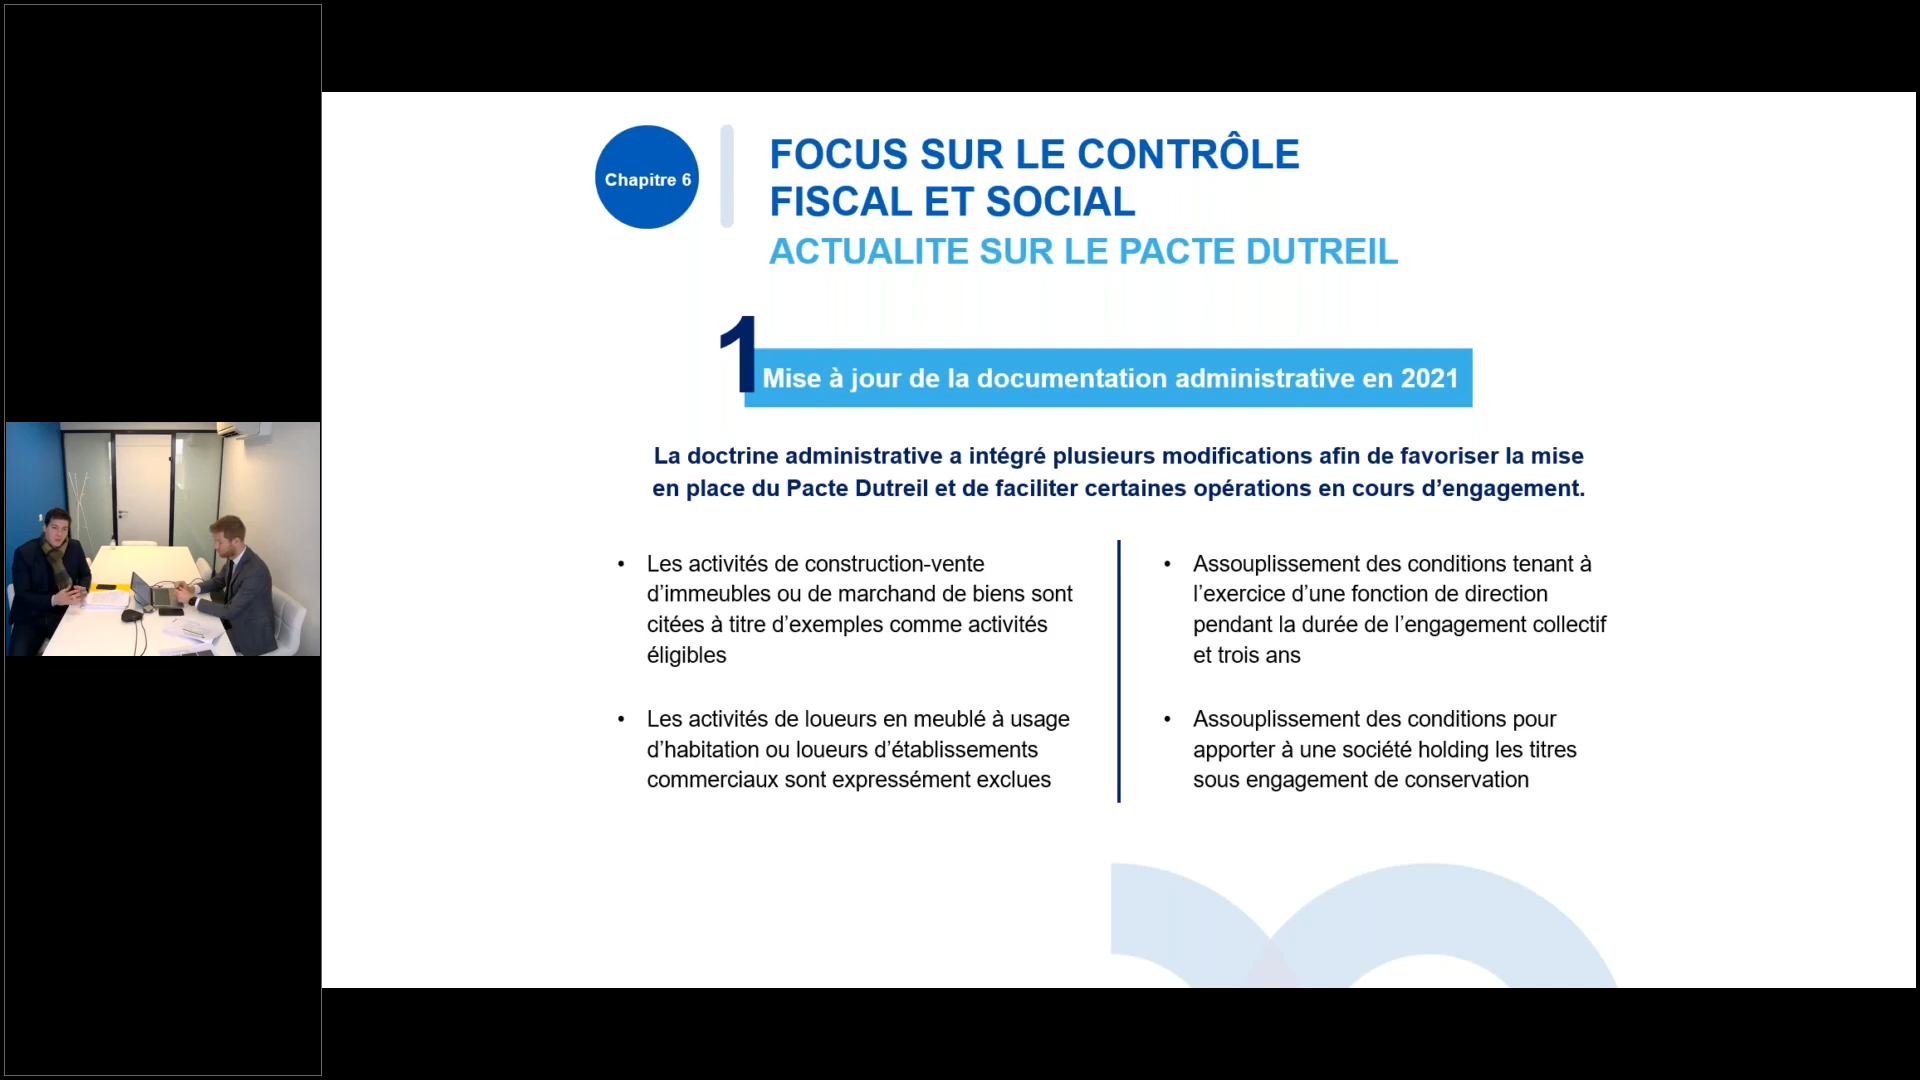 Chapitre 6
FOCUS SUR LE CONTRÔLE
FISCAL ET SOCIAL
ACTUALITE SUR LE PACTE DUTREIL
1
Mise à jour de la documentation administrative en 2021
La doctrine administrative a intégré plusieurs modifications afin de favoriser la mise
en place du Pacte Dutreil et de faciliter certaines opérations en cours d’engagement.
• Les activités de construction-vente
d’immeubles ou de marchand de biens sont
citées à titre d’exemples comme activités
éligibles
• Les activités de loueurs en meublé à usage
d’habitation ou loueurs d’établissements
commerciaux sont expressément exclues
• Assouplissement des conditions tenant à
l’exercice d’une fonction de direction
pendant la durée de l’engagement collectif
et trois ans
• Assouplissement des conditions pour
apporter à une société holding les titres
sous engagement de conservation